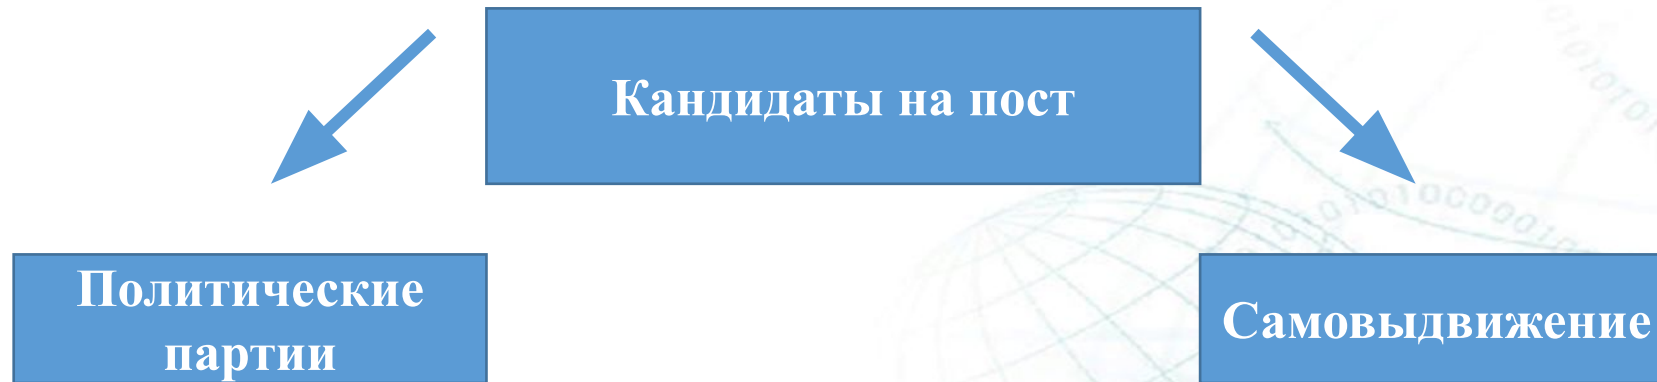 Кандидаты на пост
Политические
партии
Самовыдвижение